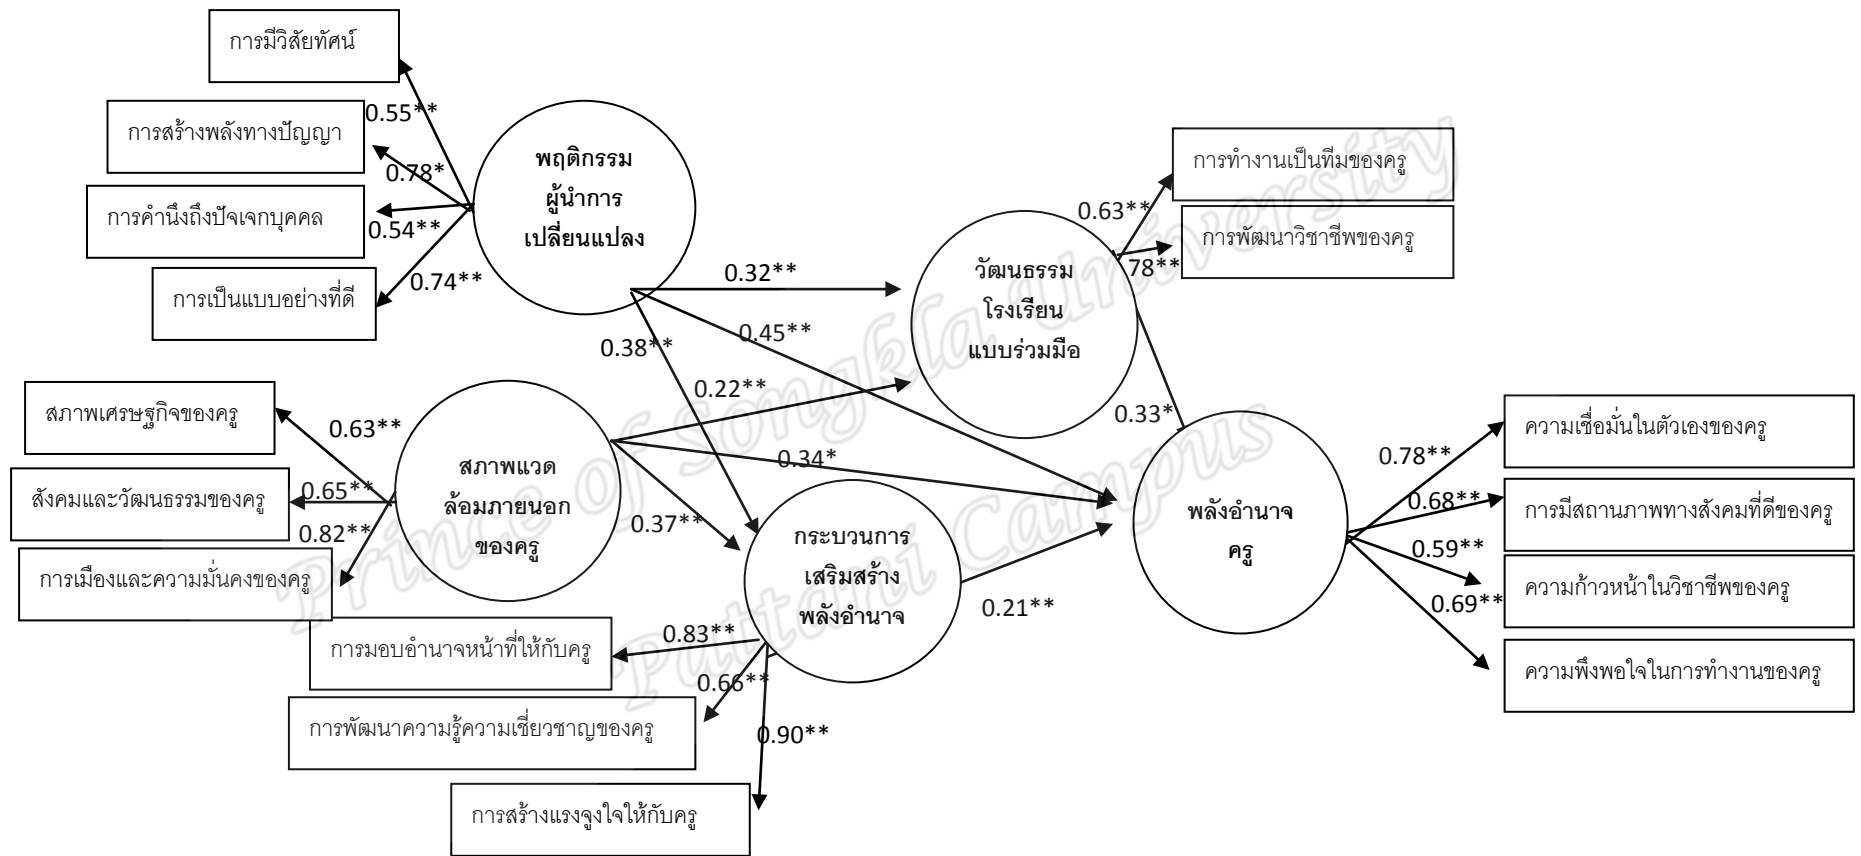 การมีวิสัยทัศน์
0.55**
การสร้างพลังทางปัญญา
0.78*
การคำนึงถึงปัจเจกบุคคล
0.54**
การเป็นแบบอย่างที่ดี
0.74**
พฤติกรรม
ผู้นำการ
เปลี่ยนแปลง
0.32**
0.45**
0.38**
0.22**
การทำงานเป็นทีมของครู
0.63**
การพัฒนาวิชาชีพของครู
78**
วัฒนธรรม
โรงเรียน
แบบร่วมมือ
0.33*
สภาพเศรษฐกิจของครู
0.63**
สังคมและวัฒนธรรมของครู
0.65**
0.82**
การเมืองและความมั่นคงของครู
สภาพแวด
ล้อมภายนอก
ของครู
0.34*
0.37**
กระบวนการ
เสริมสร้าง
พลังอำนาจ
0.21**
การมอบอำนาจหน้าที่ให้กับครู
0.83**
0.66**
การพัฒนาความรู้ความเชี่ยวชาญของครู
0.90**
การสร้างแรงจูงใจให้กับครู
พลังอำนาจ
ครู
ความเชื่อมั่นในตัวเองของครู
0.78**
0.68**
การมีสถานภาพทางสังคมที่ดีของครู
0.59**
ความก้าวหน้าในวิชาชีพของครู
0.69**
ความพึงพอใจในการทำงานของครู
Prince of Songkla University
Pattani Campus